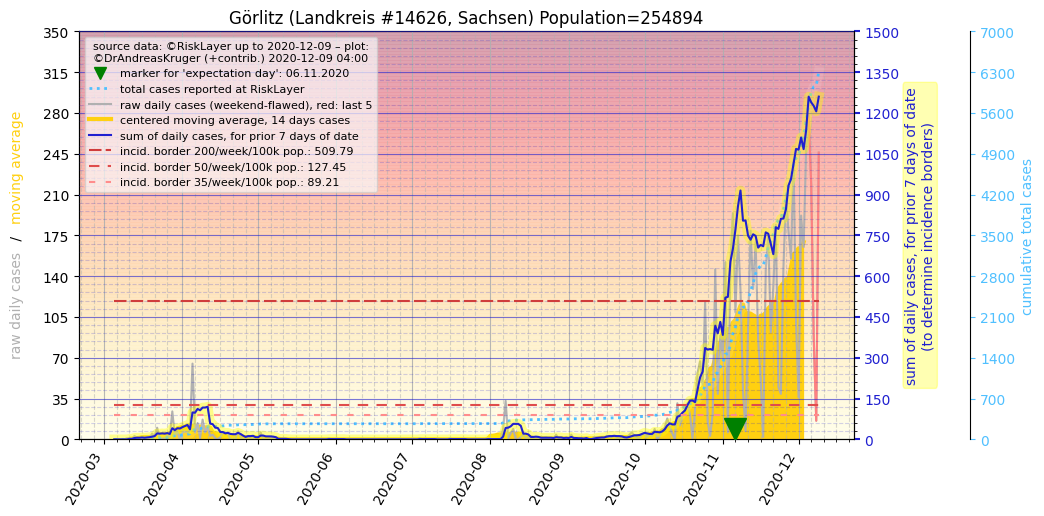 Görlitz (Landkreis #14626, Sachsen) Population=254894
source data: ©RiskLayer up to 2020-12-09 – plot:
©DrAndreasKruger (+contrib.) 2020-12-09 04:00
marker for 'expectation day': 06.11.2020
total cases reported at RiskLayer
raw daily cases (weekend-flawed), red: last 5
centered moving average, 14 days cases
sum of daily cases, for prior 7 days of date
incid. border 200/week/100k pop.: 509.79
incid. border 50/week/100k pop.: 127.45
incid. border 35/week/100k pop.: 89.21
raw daily cases / moving average
350
315
280
245
210
175
140
105
70
35
0
2020-03
2020-04
2020-05
2020-06
2020-07
2020-08
2020-09
2020-10
2020-11
2020-12
1500
1350
1200
1050
900
750
600
450
300
150
0
sum of daily cases, for prior 7 days of date
(to determine incidence borders)
7000
6300
5600
4900
4200
3500
2800
2100
1400
700
0
cumulative total cases